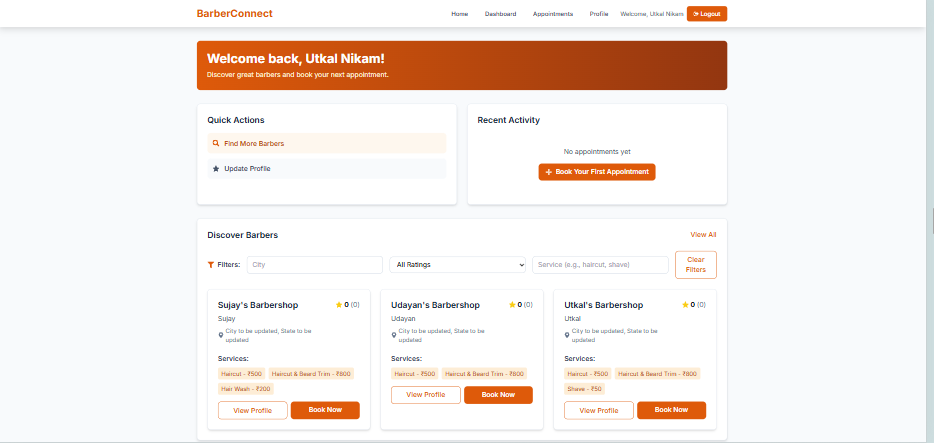 BarberConnect
Home
Dashboard
Appointments
Profile
Welcome, Utkal Nikam
Logout
Welcome back, Utkal Nikam!
Discover great barbers and book your next appointment.
Quick Actions
Find More Barbers
Update Profile
Recent Activity
No appointments yet
Book Your First Appointment
Discover Barbers
View All
Filters:
City
All Ratings
Service (e.g., haircut, shave)
Clear
Filters
Sujay's Barbershop
0 (0)
Sujay
City to be updated, State to be
updated
Services:
Haircut - ₹500
Haircut & Beard Trim - ₹800
Hair Wash - ₹200
View Profile
Book Now
Udayan's Barbershop
0 (0)
Udayan
City to be updated, State to be
updated
Services:
Haircut - ₹500
Haircut & Beard Trim - ₹800
View Profile
Book Now
Utkal's Barbershop
0 (0)
Utkal
City to be updated, State to be
updated
Services:
Haircut - ₹500
Haircut & Beard Trim - ₹800
Shave - ₹50
View Profile
Book Now